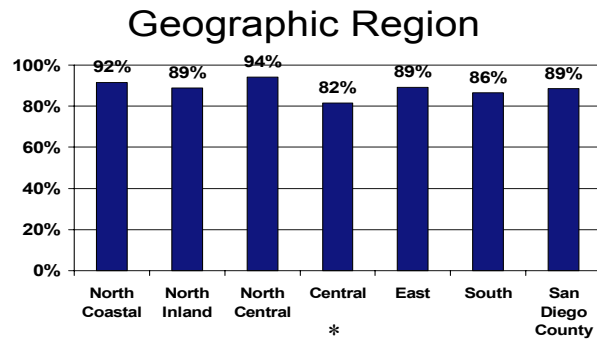 Geographic Region
100%
80%
60%
40%
20%
0%
92%
89%
94%
82%
89%
86%
89%
North Coastal
North Inland
North Central
Central
*
East
South
San Diego County